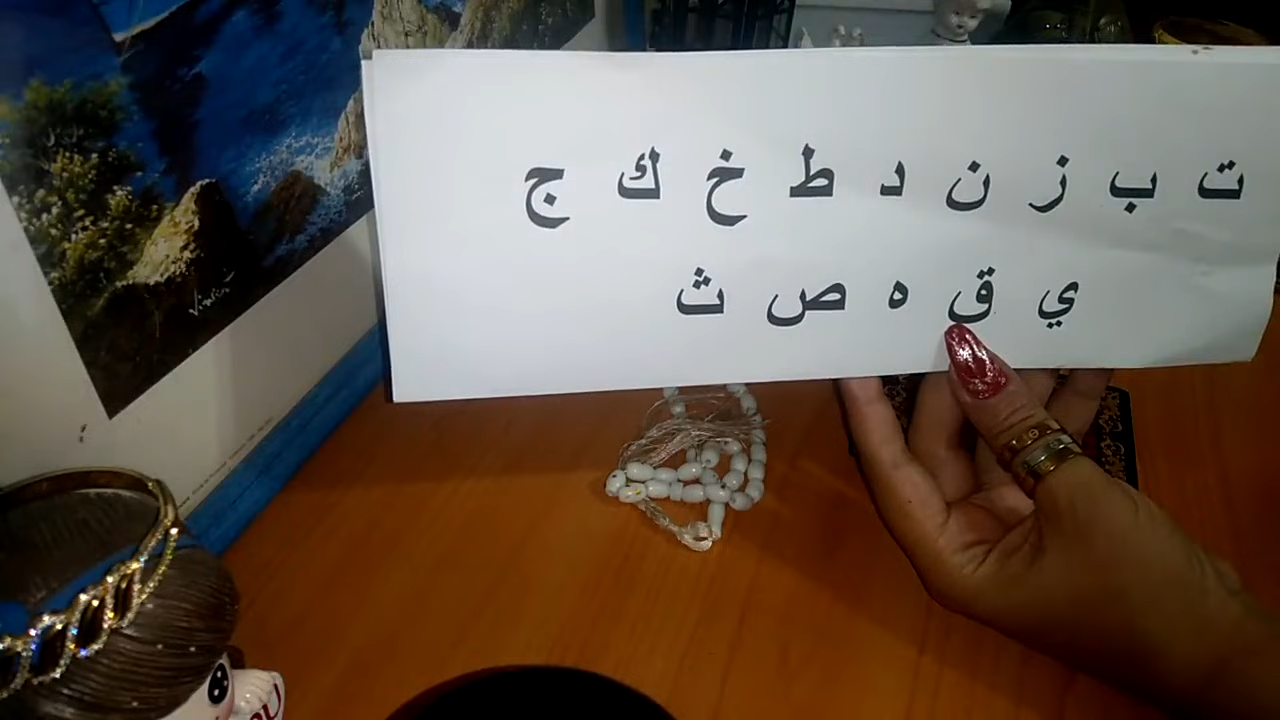 ت ب ز ن د ط خ ك ج
ي ق ه ص ث